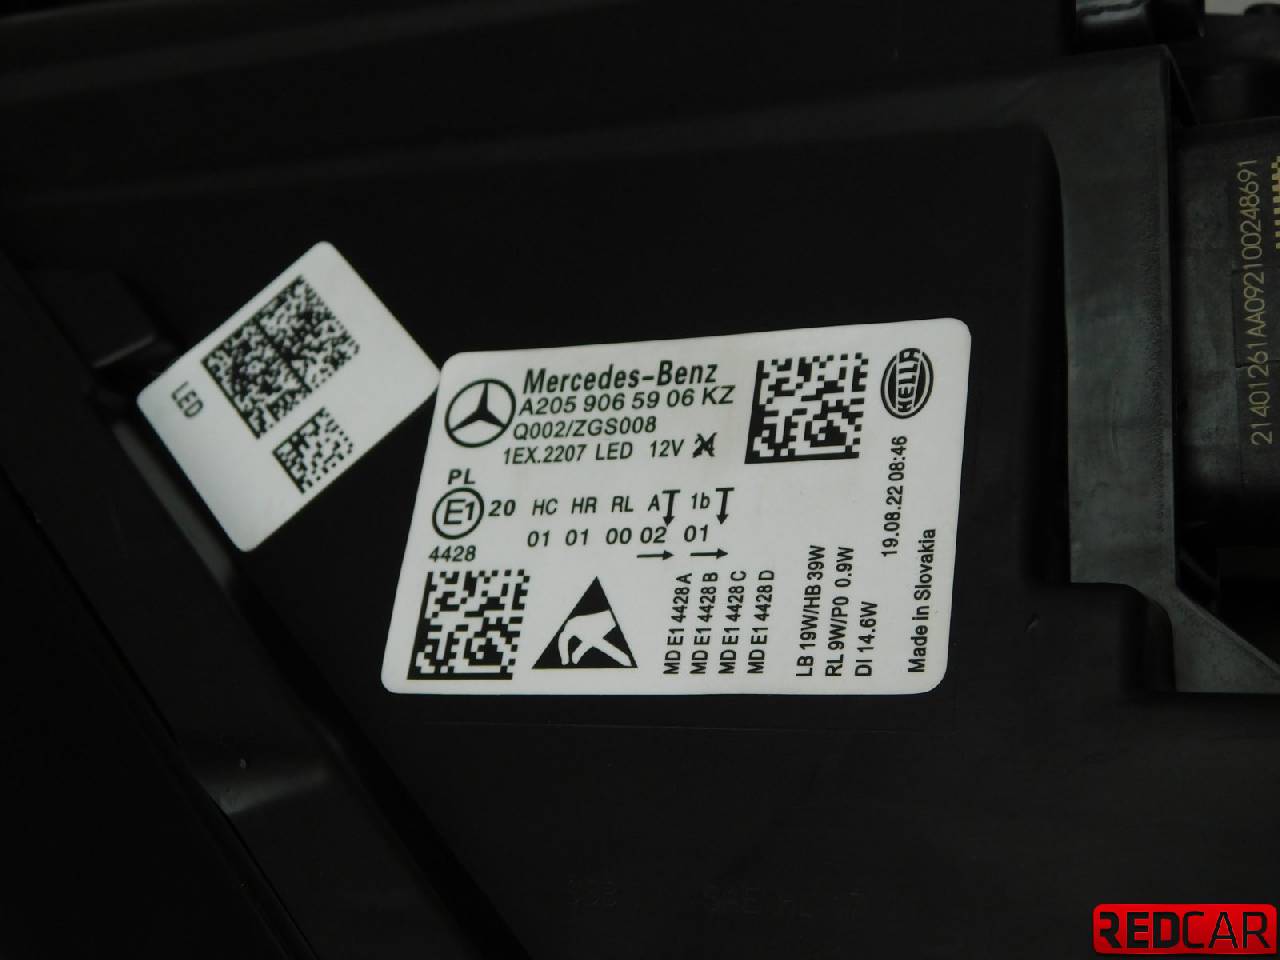 LED
Mercedes-Benz
A205 906 59 06 KZ
Q002/ZGS008
1EX.2207 LED 12V
HELLA
PL
E1 20 HC HR RL A 1b
01 01 00 02 01
4428
MD E1 4428 A
MD E1 4428 B
MD E1 4428 C
MD E1 4428 D
LB 19W/HB 39W
RL 9W/P0 0.9W
DI 14.6W
19.08.22 08:46
Made in Slovakia
21401261AA092100248691
REDCAR